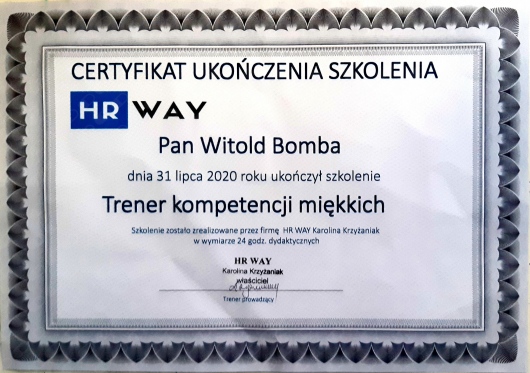 CERTYFIKAT UKOŃCZENIA SZKOLENIA
HR WAY
Pan Witold Bomba
dnia 31 lipca 2020 roku ukończył szkolenie
Trener kompetencji miękkich
Szkolenie zostało zrealizowane przez firmę HR WAY Karolina Krzyżaniak
w wymiarze 24 godz. dydaktycznych
HR WAY
Karolina Krzyżaniak
właściciel
Trener prowadzący